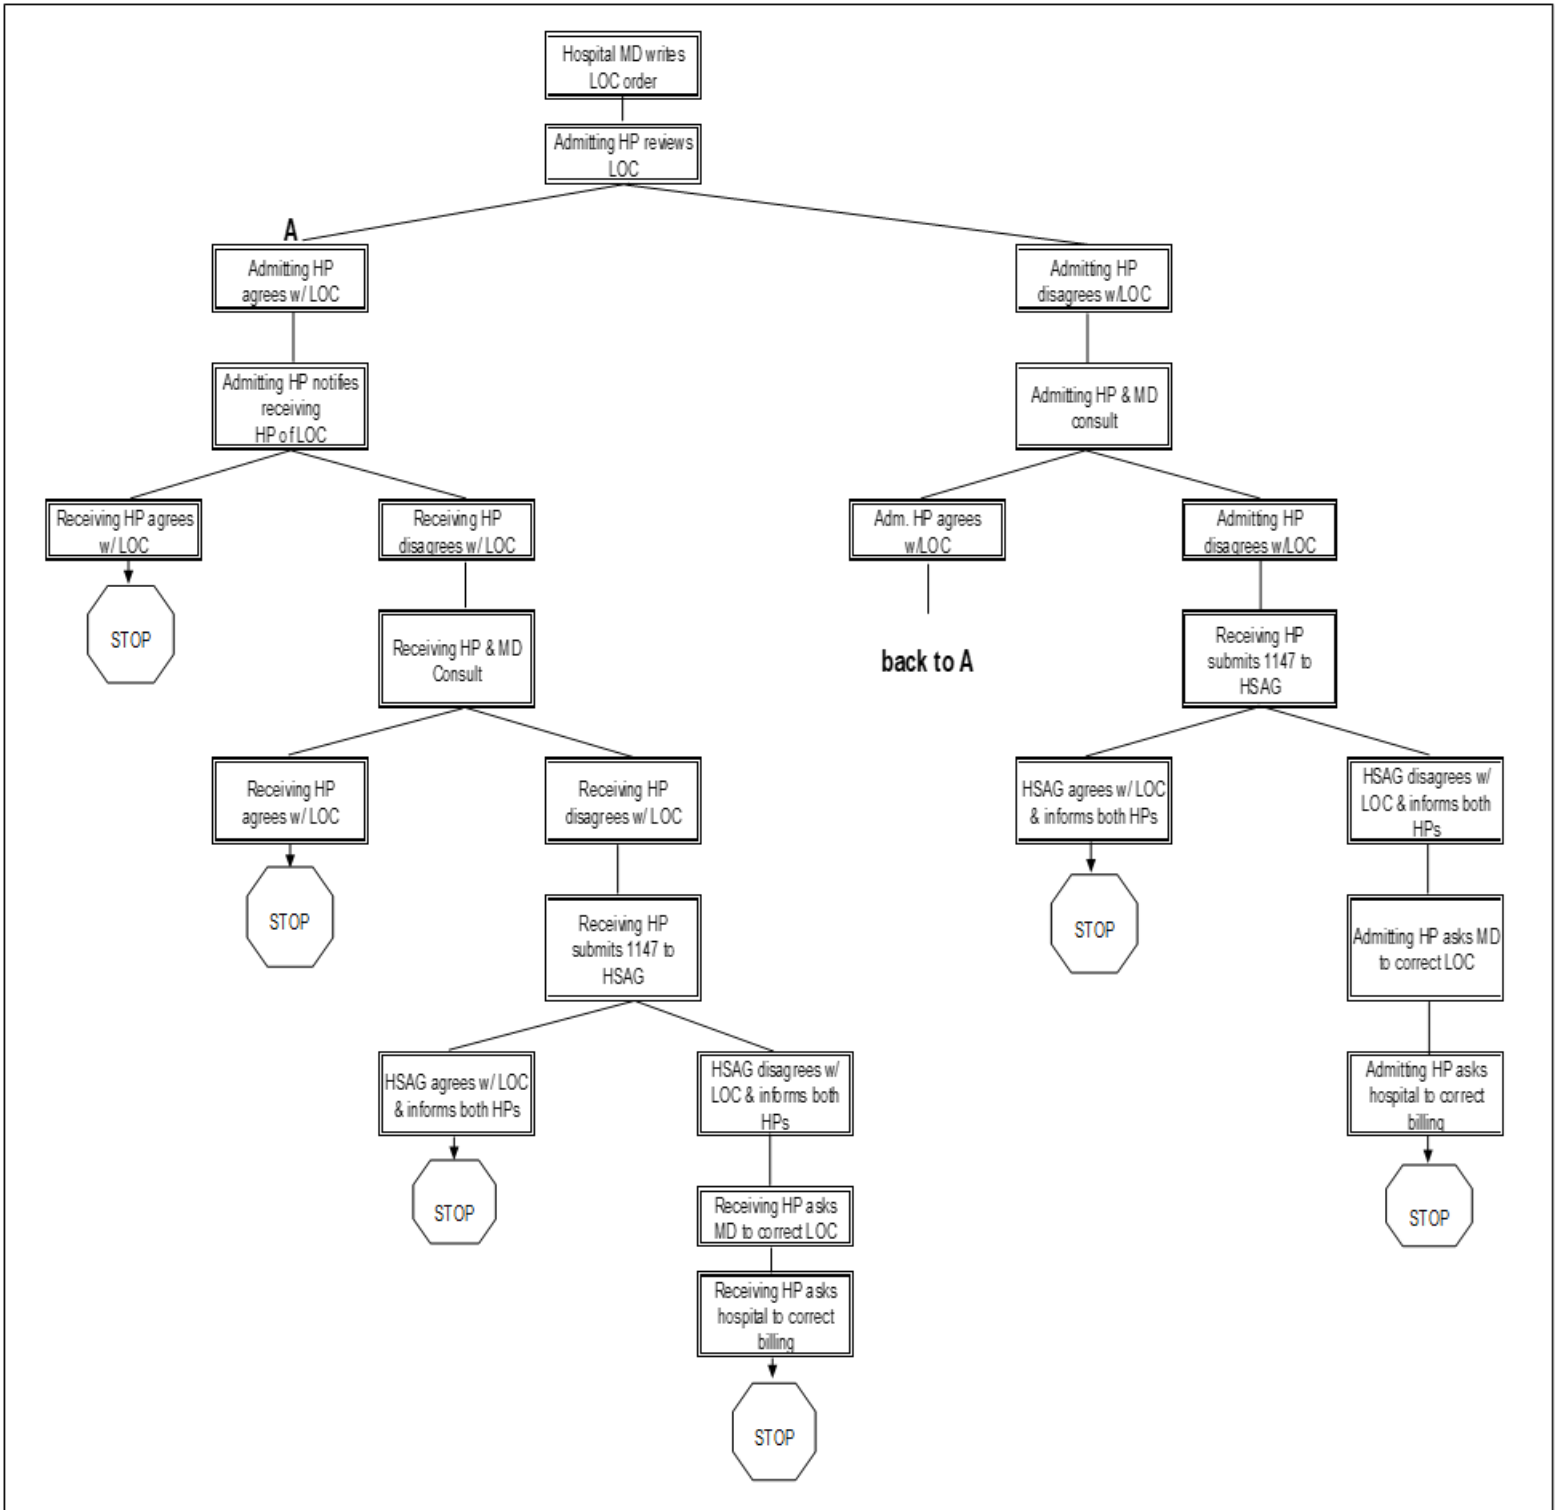 Hospital MD writes
LOC order
Admitting HP reviews
LOC
A
Admitting HP
agrees w/ LOC
Admitting HP
disagrees w/LOC
Admitting HP notifies
receiving
HP of LOC
Admitting HP & MD
consult
Receiving HP agrees
w/ LOC
Receiving HP
disagrees w/ LOC
Adm. HP agrees
w/LOC
Admitting HP
disagrees w/LOC
STOP
Receiving HP & MD
Consult
back to A
Receiving HP
submits 1147 to
HSAG
Receiving HP
agrees w/ LOC
Receiving HP
disagrees w/ LOC
HSAG agrees w/ LOC
& informs both HPs
HSAG disagrees w/
LOC & informs both
HPs
STOP
Receiving HP
submits 1147 to
HSAG
STOP
Admitting HP asks MD
to correct LOC
HSAG agrees w/ LOC
& informs both HPs
HSAG disagrees w/
LOC & informs both
HPs
Admitting HP asks
hospital to correct
billing
STOP
Receiving HP asks
MD to correct LOC
STOP
Receiving HP asks
hospital to correct
billing
STOP